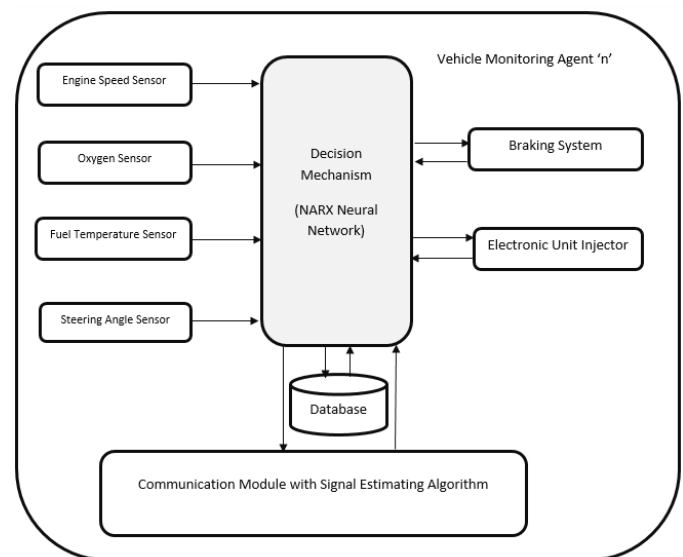 Vehicle Monitoring Agent ‘n’
Engine Speed Sensor
Oxygen Sensor
Fuel Temperature Sensor
Steering Angle Sensor
Decision
Mechanism
(NARX Neural
Network)
Braking System
Electronic Unit Injector
Database
Communication Module with Signal Estimating Algorithm